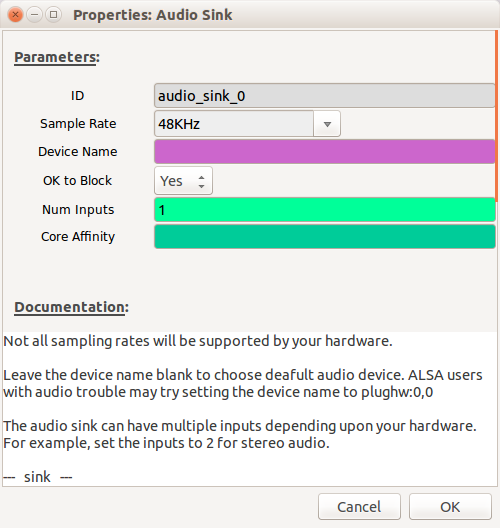 Properties: Audio Sink
Parameters:
ID audio_sink_0
Sample Rate 48KHz
Device Name
OK to Block Yes
Num Inputs 1
Core Affinity
Documentation:
Not all sampling rates will be supported by your hardware.
Leave the device name blank to choose deafult audio device. ALSA users
with audio trouble may try setting the device name to plughw:0,0
The audio sink can have multiple inputs depending upon your hardware.
For example, set the inputs to 2 for stereo audio.
--- sink ---
Cancel OK